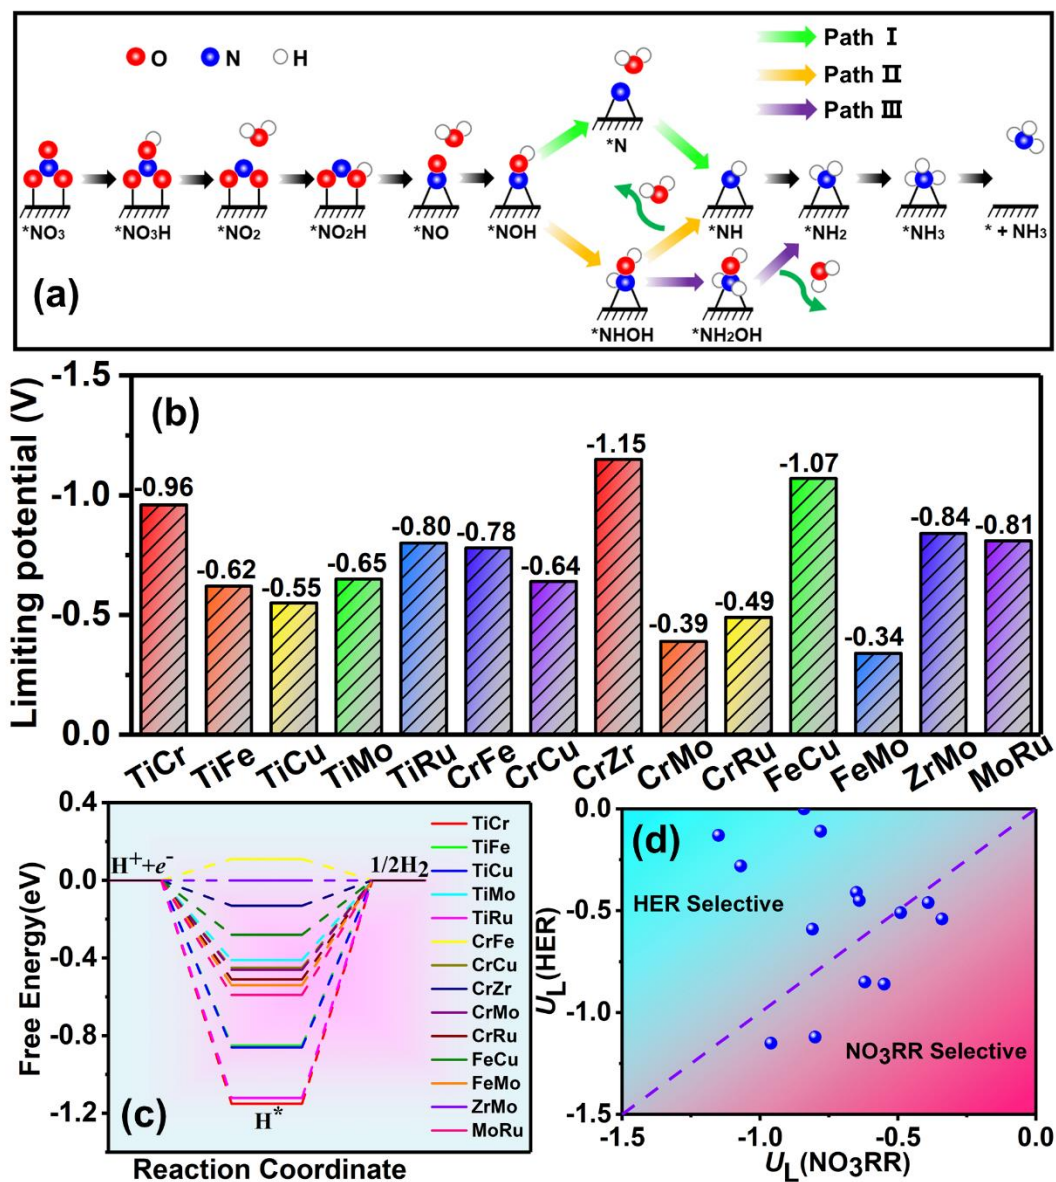 O N H
Path I
Path II
Path III
*N
*NO3 *NO3H *NO2 *NO2H *NO *NOH *NH *NH2 *NH3 * + NH3
(a)
*NHOH *NH2OH
(b)
Limiting potential (V)
-1.5
-1.0
-0.5
0.0
-0.96 -0.62 -0.55 -0.65 -0.80 -0.78 -0.64 -1.15 -0.39 -0.49 -1.07 -0.34 -0.84 -0.81
TiCr TiFe TiCu TiMo TiRu CrFe CrCu CrZr CrMo CrRu FeCu FeMo ZrMo MoRu
(c)
Free Energy(eV)
0.4
0.0
-0.4
-0.8
-1.2
H++e-
1/2H2
H*
TiCr
TiFe
TiCu
TiMo
TiRu
CrFe
CrCu
CrZr
CrMo
CrRu
FeCu
FeMo
ZrMo
MoRu
Reaction Coordinate
(d)
UL(HER)
0.0
-0.5
-1.0
-1.5
HER Selective
NO3RR Selective
-1.5 -1.0 -0.5 0.0
UL(NO3RR)